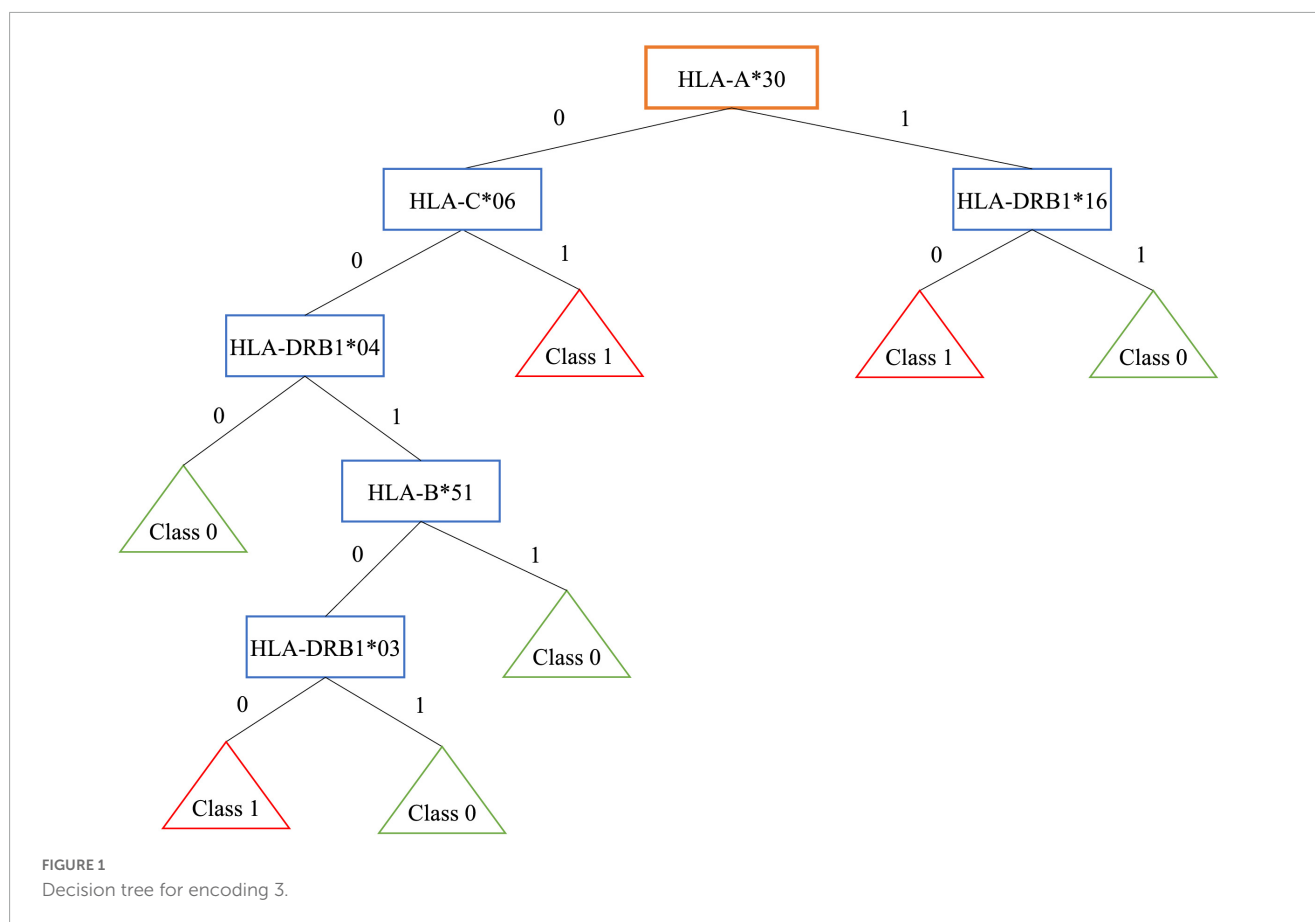 HLA-A*30
0
1
HLA-C*06
HLA-DRB1*16
0
1
0
1
HLA-DRB1*04
Class 1
Class 1
Class 0
0
1
HLA-B*51
Class 0
0
1
HLA-DRB1*03
Class 0
0
1
Class 1
Class 0
FIGURE 1
Decision tree for encoding 3.